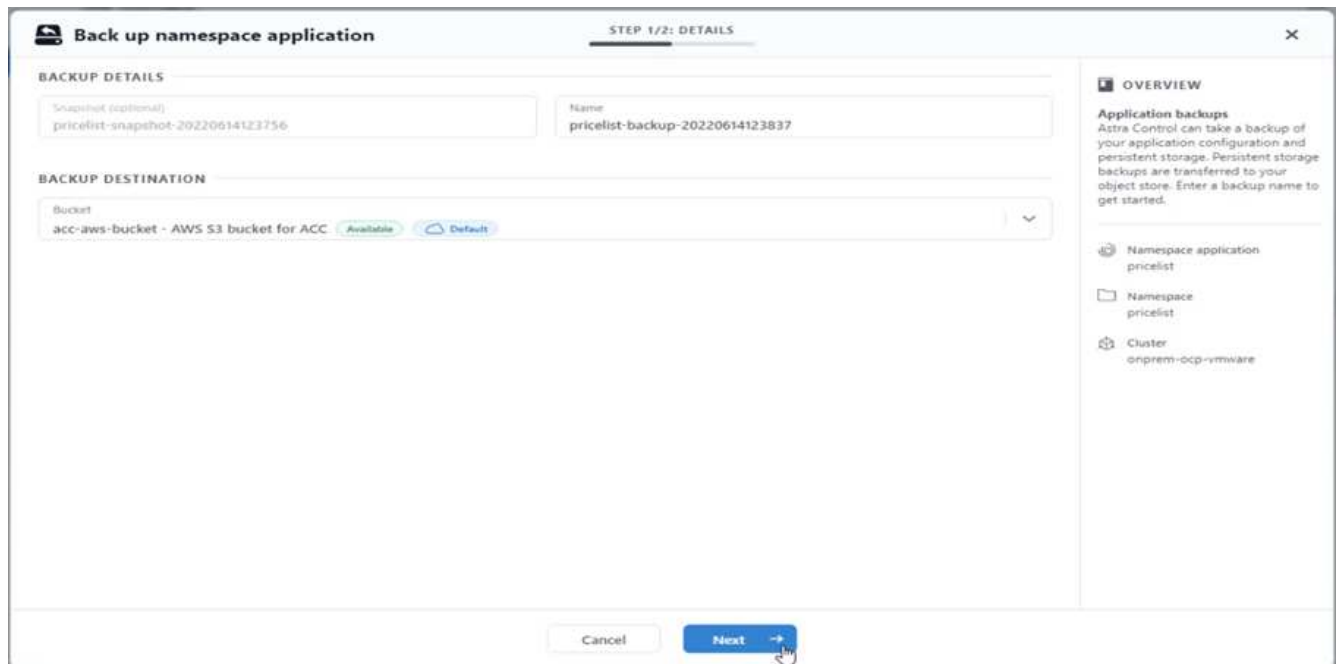 Back up namespace application
STEP 1/2: DETAILS
BACKUP DETAILS
Snapshot (optional)
pricelist-snapshot-20220614123756
Name
pricelist-backup-20220614123837
BACKUP DESTINATION
Bucket
acc-aws-bucket - AWS S3 bucket for ACC Available Default
OVERVIEW
Application backups
Astra Control can take a backup of
your application configuration and
persistent storage. Persistent storage
backups are transferred to your
object store. Enter a backup name to
get started.
Namespace application
pricelist
Namespace
pricelist
Cluster
onprem-ocp-vmware
Cancel
Next